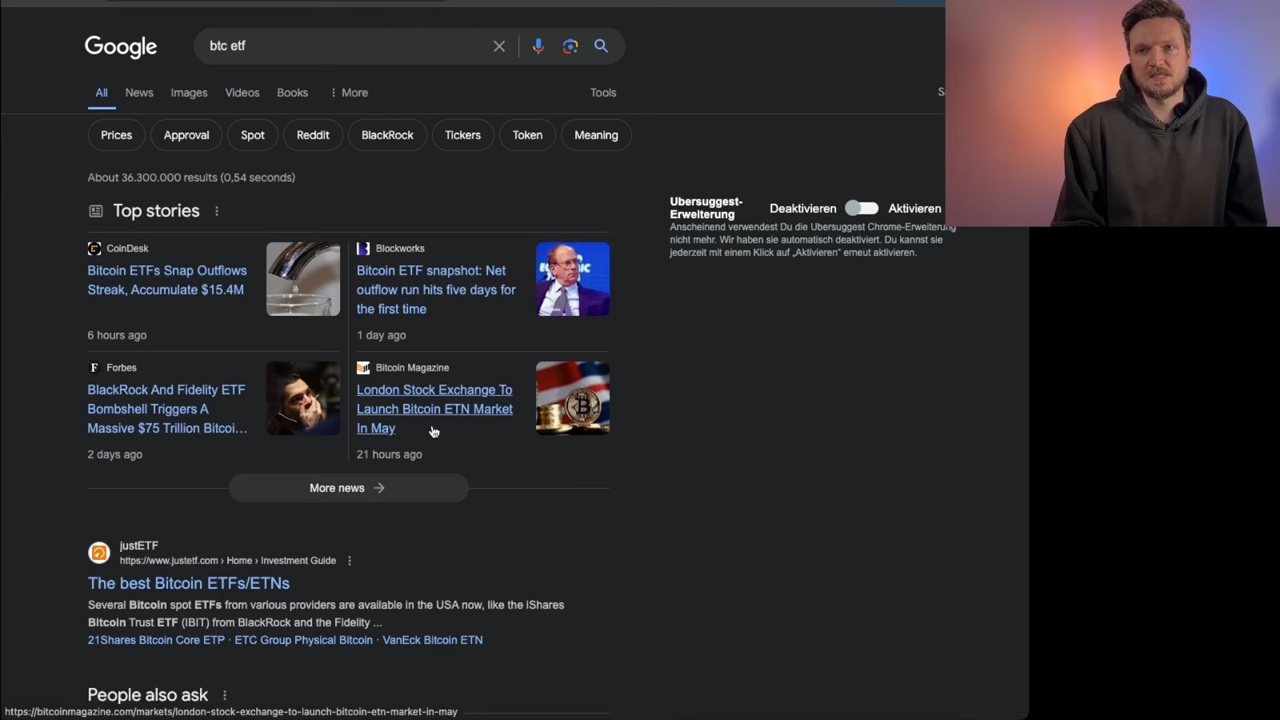 Google
btc etf
All
News
Images
Videos
Books
More
Tools
Prices
Approval
Spot
Reddit
BlackRock
Tickers
Token
Meaning
About 36.300.000 results (0,54 seconds)
Top stories
CoinDesk
Bitcoin ETFs Snap Outflows
Streak, Accumulate $15.4M
6 hours ago
Blockworks
Bitcoin ETF snapshot: Net
outflow run hits five days for
the first time
1 day ago
Forbes
BlackRock And Fidelity ETF
Bombshell Triggers A
Massive $75 Trillion Bitcoi...
2 days ago
Bitcoin Magazine
London Stock Exchange To
Launch Bitcoin ETN Market
In May
21 hours ago
More news
Ubersuggest-
Erweiterung
Deaktivieren
Aktivieren
Anscheinend verwendest Du die Ubersuggest Chrome-Erweiterung
nicht mehr. Wir haben sie automatisch deaktiviert. Du kannst sie
jederzeit mit einem Klick auf „Aktivieren" erneut aktivieren.
justETF
https://www.justetf.com › Home › Investment Guide
The best Bitcoin ETFs/ETNs
Several Bitcoin spot ETFs from various providers are available in the USA now, like the iShares
Bitcoin Trust ETF (IBIT) from BlackRock and the Fidelity ...
21Shares Bitcoin Core ETP · ETC Group Physical Bitcoin · VanEck Bitcoin ETN
People also ask
https://bitcoinmagazine.com/markets/london-stock-exchange-to-launch-bitcoin-etn-market-in-may